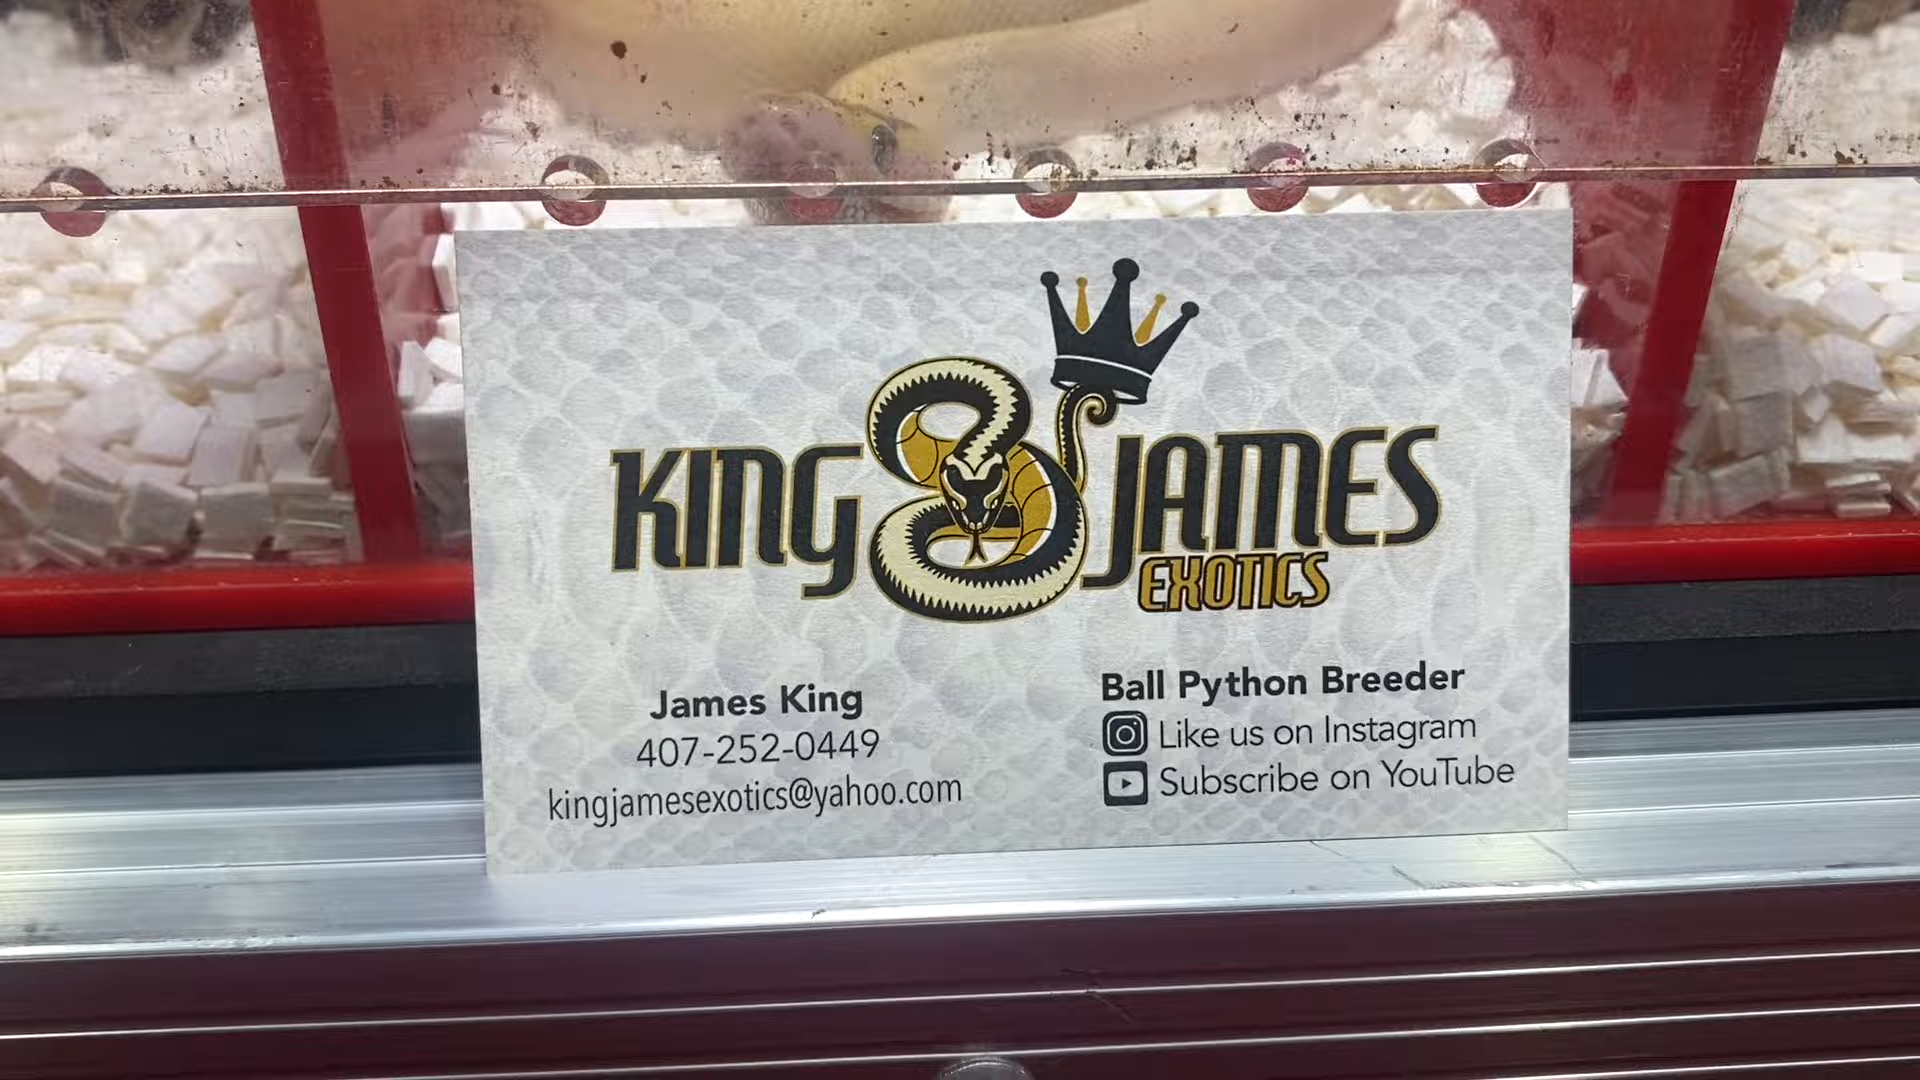 KING JAMES
EXOTICS
James King
407-252-0449
kingjamesexotics@yahoo.com
Ball Python Breeder
Like us on Instagram
Subscribe on YouTube